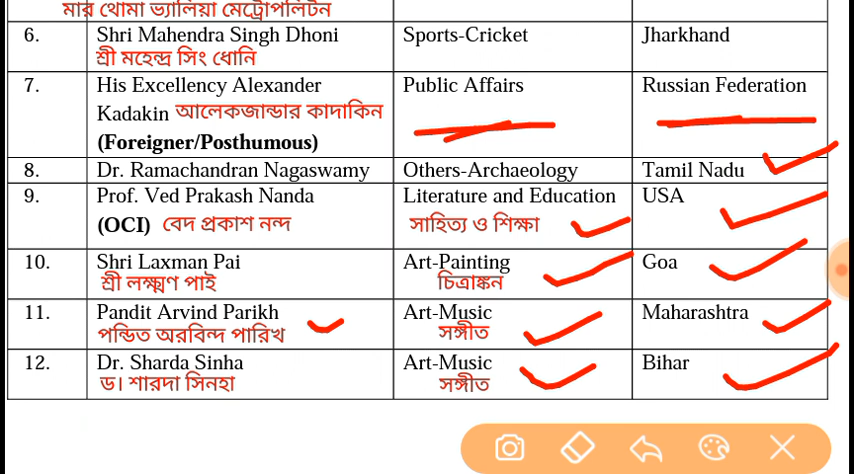 মার থোমা ভ্যালিয়া মেট্রোপলিটন
6. Shri Mahendra Singh Dhoni Sports-Cricket Jharkhand
শ্রী মহেন্দ্র সিং ধোনি
7. His Excellency Alexander Public Affairs Russian Federation
Kadakin আলেকজান্ডার কাদাকিন
(Foreigner/Posthumous)
8. Dr. Ramachandran Nagaswamy Others-Archaeology Tamil Nadu
9. Prof. Ved Prakash Nanda Literature and Education USA
(OCI) বেদ প্রকাশ নন্দ সাহিত্য ও শিক্ষা
10. Shri Laxman Pai Art-Painting Goa
শ্রী লক্ষ্মণ পাই চিত্রাঙ্কন
11. Pandit Arvind Parikh Art-Music Maharashtra
পন্ডিত অরবিন্দ পারিখ সঙ্গীত
12. Dr. Sharda Sinha Art-Music Bihar
ড। শারদা সিনহা সঙ্গীত